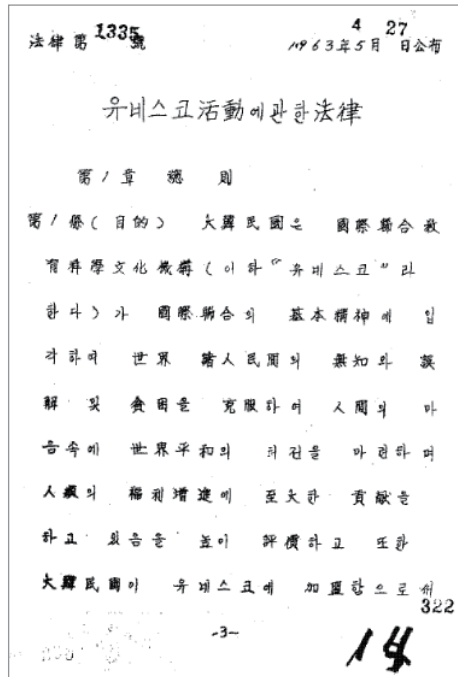 法律第1335號
1963年5月 日公布
4 27
유네스코活動에관한法律
第1章 總 則
第1條(目的) 大韓民國은 國際聯合敎
育科學文化機構(이하 "유네스코"라
한다)가 國際聯合의 基本精神에 입
각하여 世界 諸人民間의 無知와 誤
解 및 貧困을 克服하여 人間의 마
음속에 世界平和의 터전을 마련하며
人類의 福利增進에 至大한 貢献을
하고 있음을 높이 評價하고 또한
大韓民國이 유네스코에 加盟함으로써
322
-3-
14